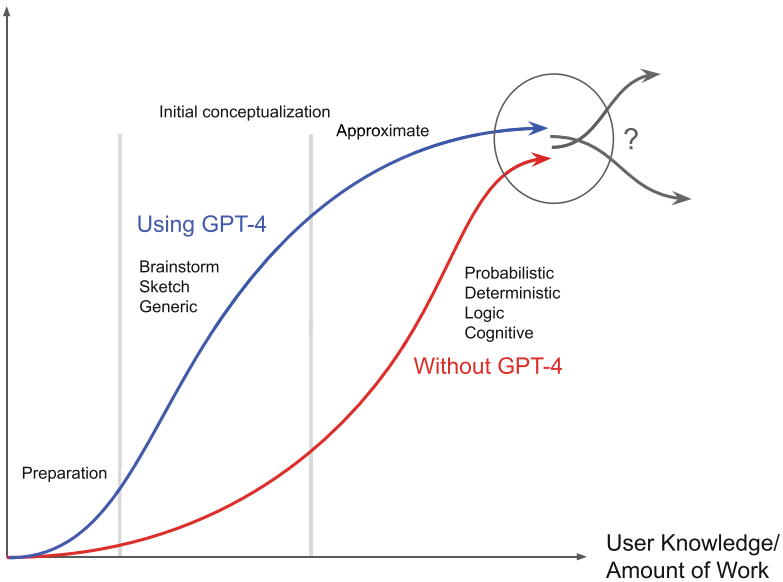 Initial conceptualization
Approximate
?
Using GPT-4
Brainstorm
Sketch
Generic
Probabilistic
Deterministic
Logic
Cognitive
Without GPT-4
Preparation
User Knowledge/
Amount of Work